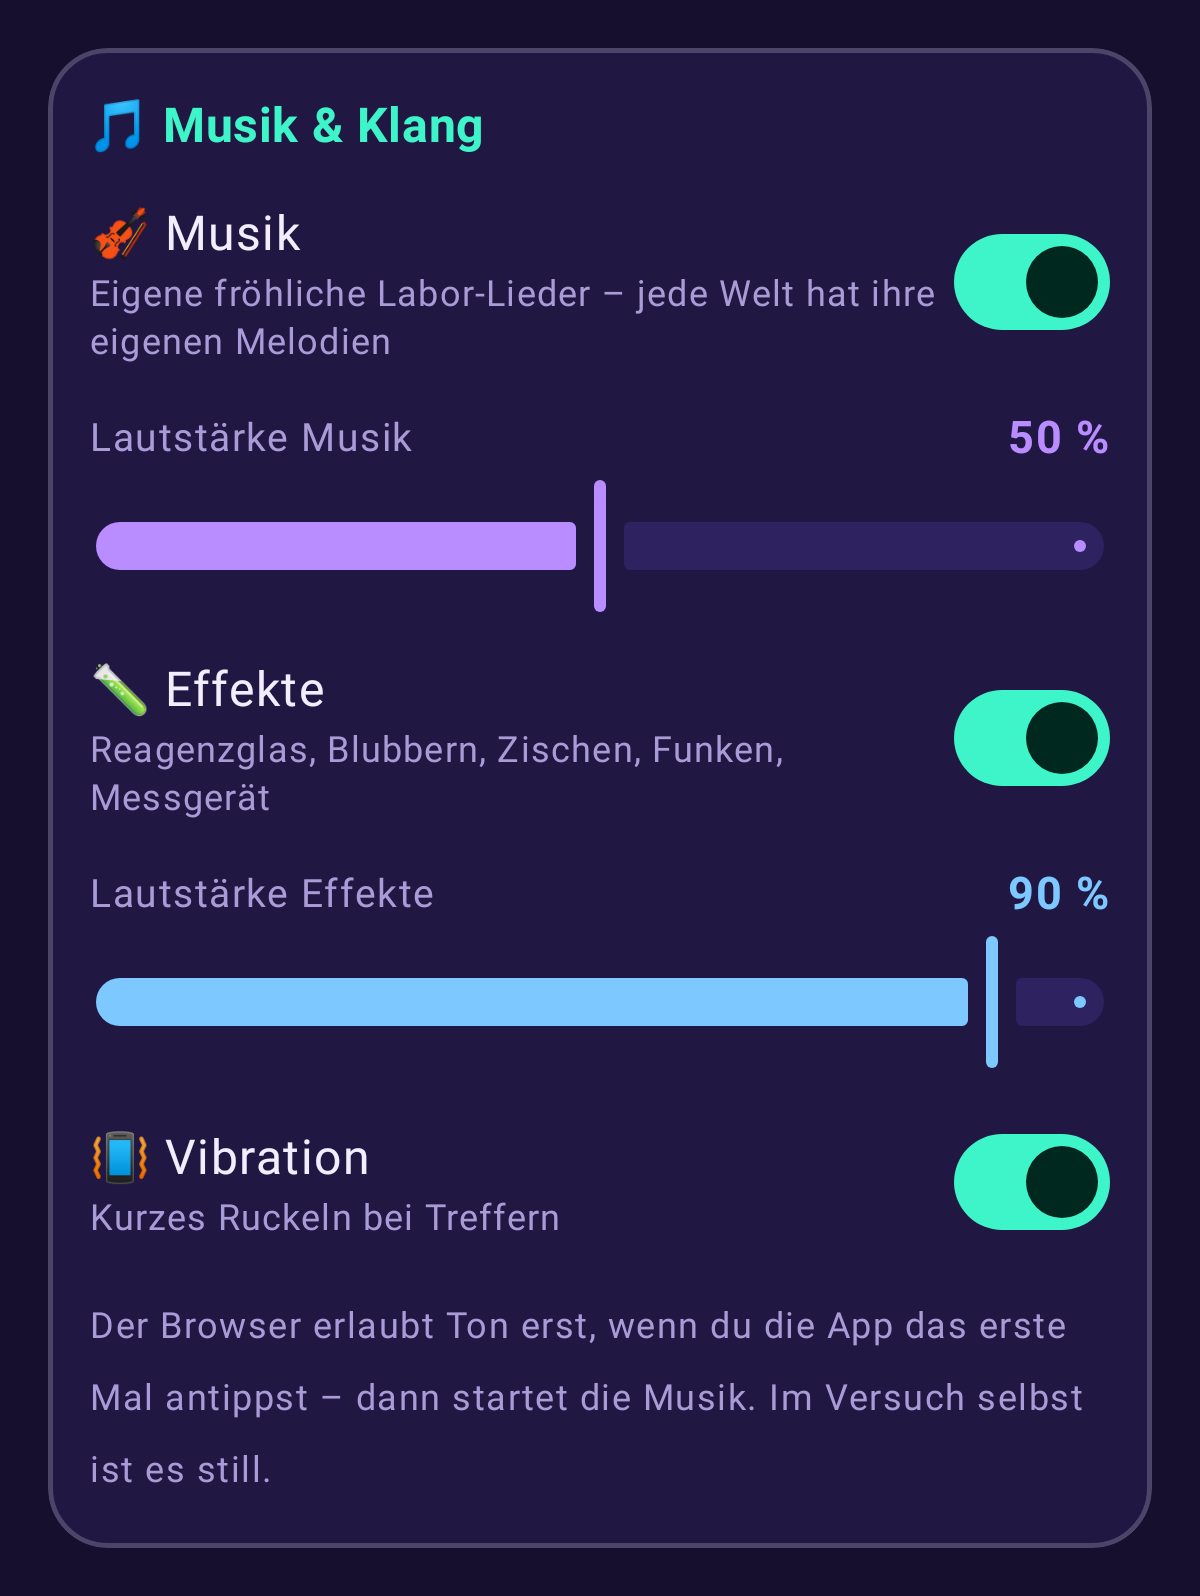 Musik & Klang
Musik
Eigene fröhliche Labor-Lieder – jede Welt hat ihre
eigenen Melodien
Lautstärke Musik
50 %
Effekte
Reagenzglas, Blubbern, Zischen, Funken,
Messgerät
Lautstärke Effekte
90 %
Vibration
Kurzes Ruckeln bei Treffern
Der Browser erlaubt Ton erst, wenn du die App das erste
Mal antippst – dann startet die Musik. Im Versuch selbst
ist es still.